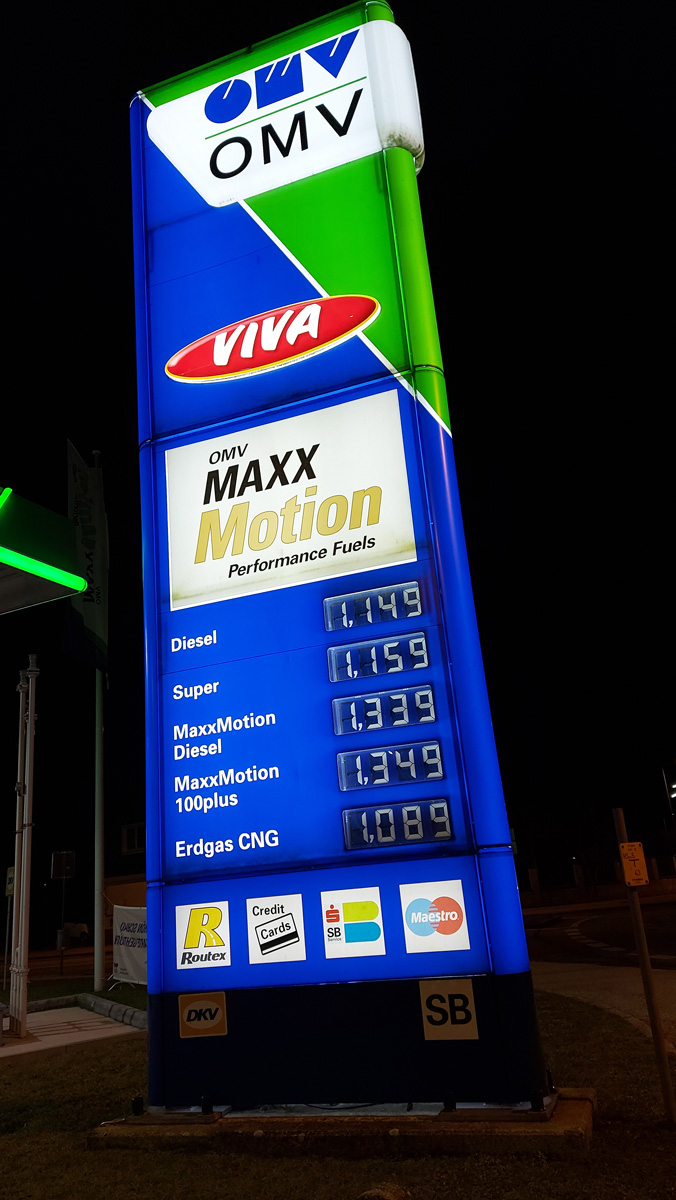 OMV
OMV
VIVA
OMV
MAXX
Motion
Performance Fuels
Diesel 1,149
Super 1,159
MaxxMotion
Diesel 1,339
MaxxMotion
100plus 1,349
Erdgas CNG 1,089
Routex
Credit
Cards
S
SB
Service
B
Maestro
DKV
SB